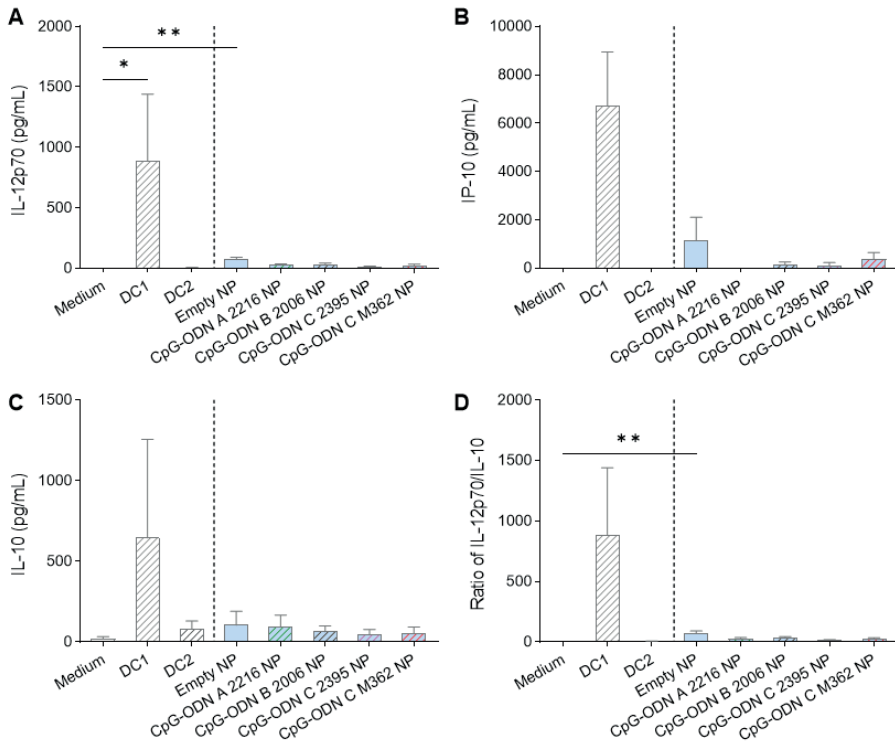 A
IL-12p70 (pg/mL)
2000
1500
1000
500
0
**
*
Medium
DC1
DC2
Empty NP
CpG-ODN A 2216 NP
CpG-ODN B 2006 NP
CpG-ODN C 2395 NP
CpG-ODN C M362 NP
B
IP-10 (pg/mL)
10000
8000
6000
4000
2000
0
Medium
DC1
DC2
Empty NP
CpG-ODN A 2216 NP
CpG-ODN B 2006 NP
CpG-ODN C 2395 NP
CpG-ODN C M362 NP
C
IL-10 (pg/mL)
1500
1000
500
0
Medium
DC1
DC2
Empty NP
CpG-ODN A 2216 NP
CpG-ODN B 2006 NP
CpG-ODN C 2395 NP
CpG-ODN C M362 NP
D
Ratio of IL-12p70/IL-10
2000
1500
1000
500
0
**
Medium
DC1
DC2
Empty NP
CpG-ODN A 2216 NP
CpG-ODN B 2006 NP
CpG-ODN C 2395 NP
CpG-ODN C M362 NP